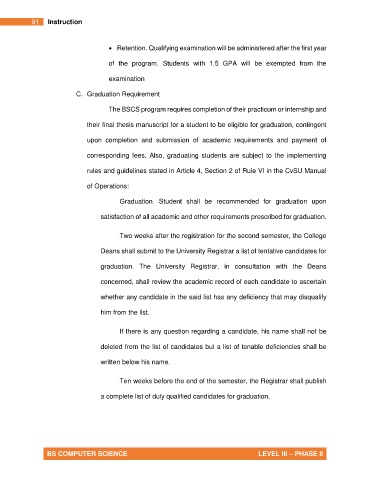 91 Instruction
• Retention. Qualifying examination will be administered after the first year
of the program. Students with 1.5 GPA will be exempted from the
examination
C. Graduation Requirement
The BSCS program requires completion of their practicum or internship and
their final thesis manuscript for a student to be eligible for graduation, contingent
upon completion and submission of academic requirements and payment of
corresponding fees. Also, graduating students are subject to the implementing
rules and guidelines stated in Article 4, Section 2 of Rule VI in the CvSU Manual
of Operations:
Graduation. Student shall be recommended for graduation upon
satisfaction of all academic and other requirements prescribed for graduation.
Two weeks after the registration for the second semester, the College
Deans shall submit to the University Registrar a list of tentative candidates for
graduation. The University Registrar, in consultation with the Deans
concerned, shall review the academic record of each candidate to ascertain
whether any candidate in the said list has any deficiency that may disqualify
him from the list.
If there is any question regarding a candidate, his name shall not be
deleted from the list of candidates but a list of tenable deficiencies shall be
written below his name.
Ten weeks before the end of the semester, the Registrar shall publish
a complete list of duly qualified candidates for graduation.
BS COMPUTER SCIENCE LEVEL III – PHASE II